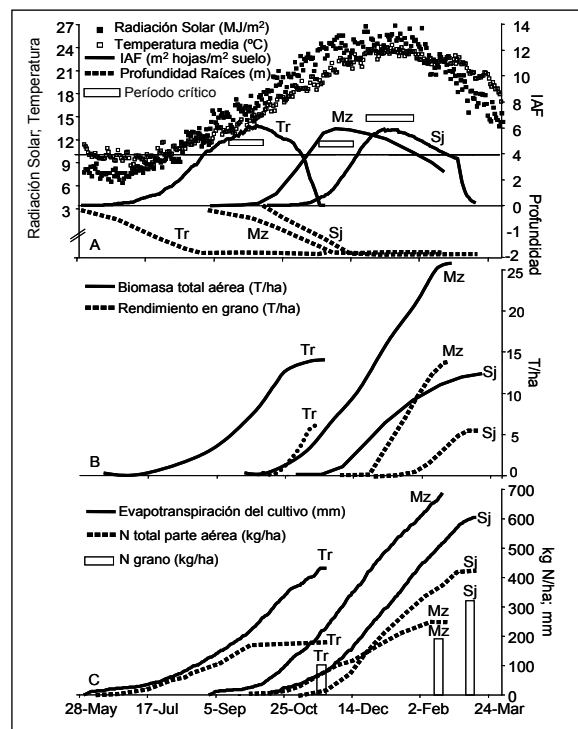 Radiación Solar (MJ/m²)
Temperatura media (ºC)
IAF (m² hojas/m² suelo)
Profundidad Raíces (m)
Período crítico
Radiación Solar; Temperatura
27
24
21
18
15
12
9
6
3
14
12
10
8
6
4
2
0
-1
-2
IAF
Profundidad
Tr
Mz
Sj
Tr
Mz
Sj
A
Biomasa total aérea (T/ha)
Rendimiento en grano (T/ha)
Mz
Tr
Mz
Tr
Sj
Sj
B
25
20
15
10
5
0
T/ha
Evapotranspiración del cultivo (mm)
N total parte aérea (kg/ha)
N grano (kg/ha)
Mz
Sj
Tr
Sj
Sj
Tr
Mz
Mz
Tr
C
700
600
500
400
300
200
100
0
kg N/ha; mm
28-May
17-Jul
5-Sep
25-Oct
14-Dec
2-Feb
24-Mar